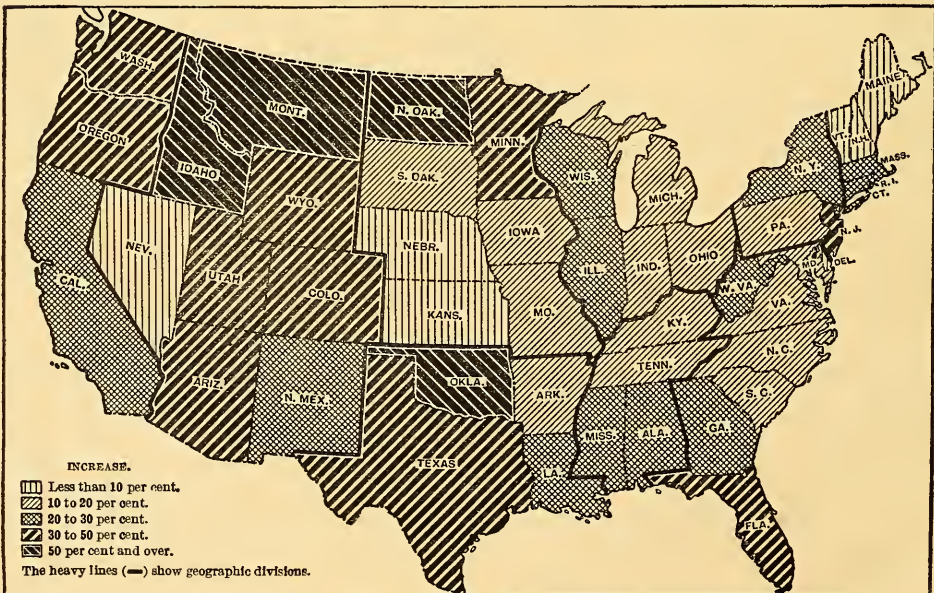 WASH.
OREGON
CAL.
NEV.
IDAHO
MONT.
WYO.
UTAH
COLO.
ARIZ.
N. MEX.
N. OAK.
S. OAK.
NEBR.
KANS.
OKLA.
TEXAS
MINN.
IOWA
MO.
ARK.
LA.
WIS.
ILL.
MICH.
IND.
OHIO
KY.
TENN.
MISS.
ALA.
GA.
FLA.
S. C.
N. C.
VA.
W. VA.
MD.
DEL.
PA.
N. J.
N. Y.
CT.
R. I.
MASS.
VT.
N.H.
MAINE
INCREASE.
Less than 10 per cent.
10 to 20 per cent.
20 to 30 per cent.
30 to 50 per cent.
50 per cent and over.
The heavy lines (━) show geographic divisions.